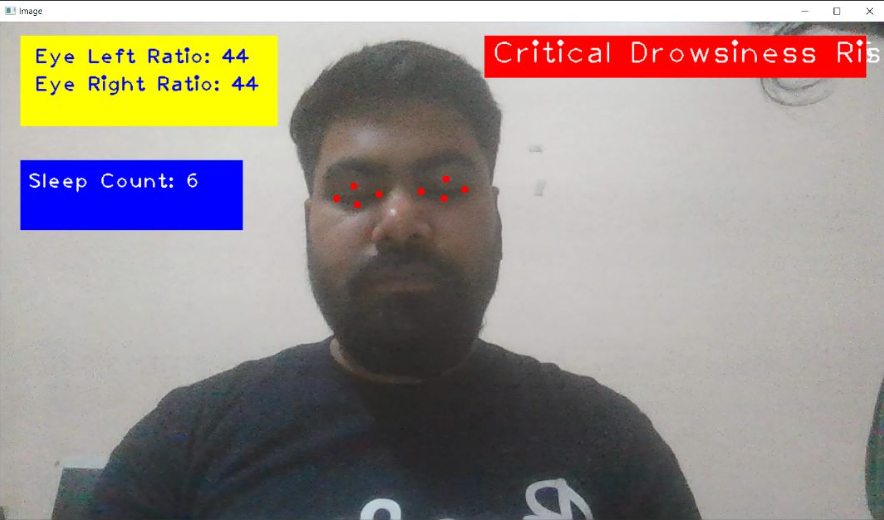 Image
Eye Left Ratio: 44
Eye Right Ratio: 44
Critical Drowsiness Ris
Sleep Count: 6